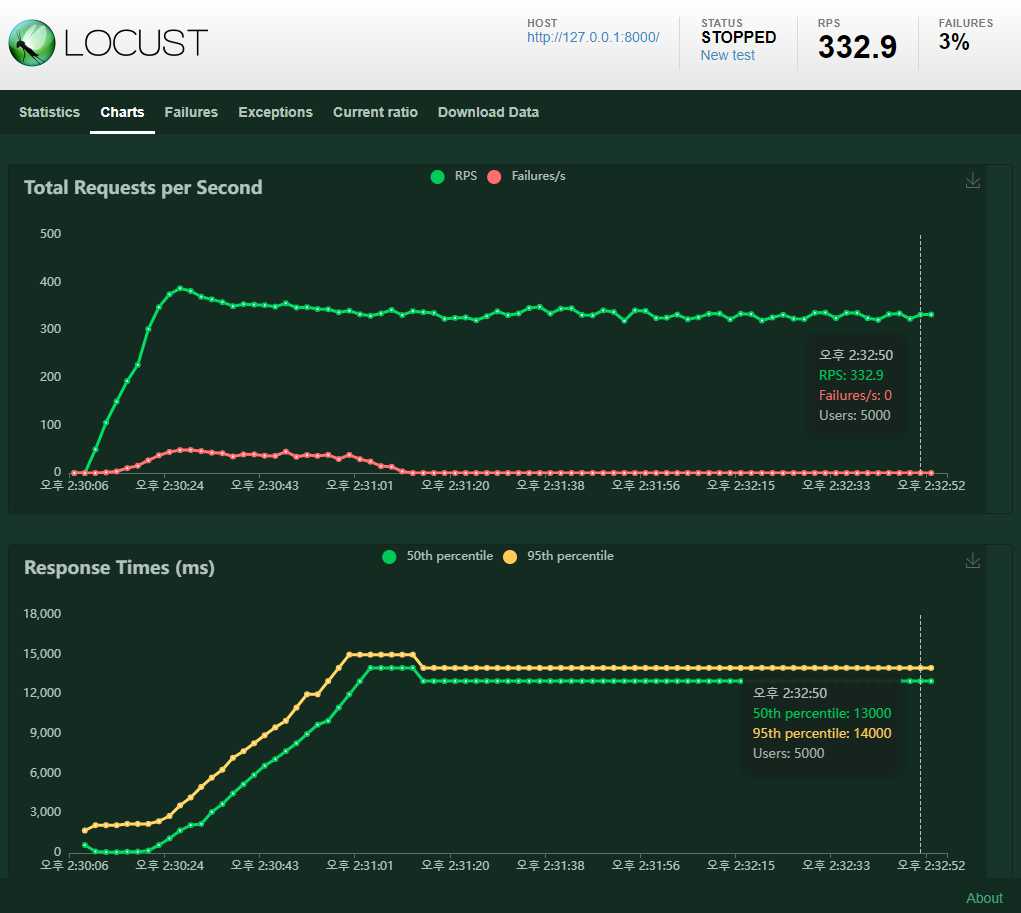 LOCUST
HOST
http://127.0.0.1:8000/
STATUS
STOPPED
New test
RPS
332.9
FAILURES
3%
Statistics Charts Failures Exceptions Current ratio Download Data
Total Requests per Second
RPS Failures/s
500
400
300
200
100
0
오후 2:32:50
RPS: 332.9
Failures/s: 0
Users: 5000
오후 2:30:06 오후 2:30:24 오후 2:30:43 오후 2:31:01 오후 2:31:20 오후 2:31:38 오후 2:31:56 오후 2:32:15 오후 2:32:33 오후 2:32:52
Response Times (ms)
50th percentile 95th percentile
18,000
15,000
12,000
9,000
6,000
3,000
0
오후 2:32:50
50th percentile: 13000
95th percentile: 14000
Users: 5000
오후 2:30:06 오후 2:30:24 오후 2:30:43 오후 2:31:01 오후 2:31:20 오후 2:31:38 오후 2:31:56 오후 2:32:15 오후 2:32:33 오후 2:32:52
About